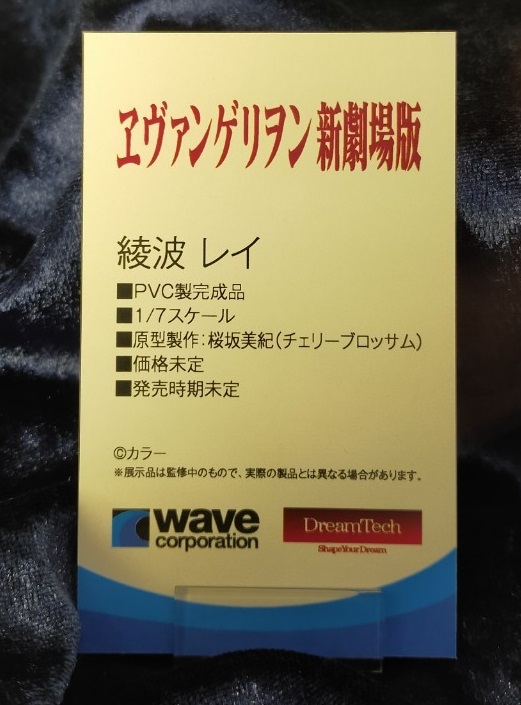 ヱヴァンゲリヲン新劇場版
綾波 レイ
■PVC製完成品
■1/7スケール
■原型製作：桜坂美紀(チェリーブロッサム)
■価格未定
■発売時期未定
©カラー
※展示品は監修中のもので、実際の製品とは異なる場合があります。
wave
corporation
DreamTech
ShapeYourDream